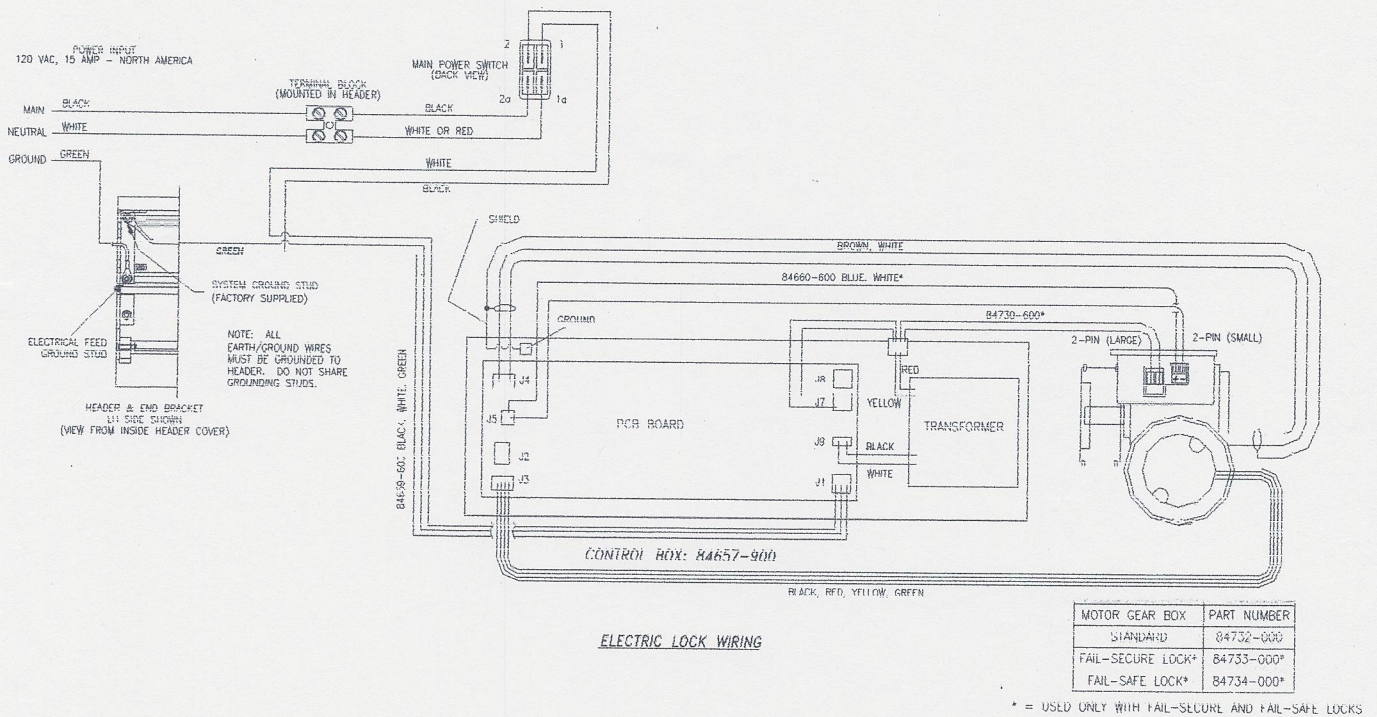 POWER INPUT
120 VAC, 15 AMP - NORTH AMERICA
MAIN
BLACK
NEUTRAL
WHITE
GROUND
GREEN
TERMINAL BLOCK
(MOUNTED IN HEADER)
MAIN POWER SWITCH
(BACK VIEW)
2
1
2a
1a
BLACK
WHITE OR RED
WHITE
BLACK
GREEN
SYSTEM GROUND STUD
(FACTORY SUPPLIED)
ELECTRICAL FEED
GROUND STUD
NOTE: ALL
EARTH/GROUND WIRES
MUST BE GROUNDED TO
HEADER. DO NOT SHARE
GROUNDING STUDS.
HEADER & END BRACKET
LH SIDE SHOWN
(VIEW FROM INSIDE HEADER COVER)
SHIELD
GROUND
BROWN, WHITE
84660-600 BLUE, WHITE*
84730-600*
2-PIN (LARGE)
2-PIN (SMALL)
84659-600 BLACK, WHITE, GREEN
J4
J5
J2
J3
PCB BOARD
J8
J7
J9
J1
RED
YELLOW
BLACK
WHITE
TRANSFORMER
CONTROL BOX: 84657-900
BLACK, RED, YELLOW, GREEN
ELECTRIC LOCK WIRING
MOTOR GEAR BOX PART NUMBER
STANDARD 84732-000
FAIL-SECURE LOCK* 84733-000*
FAIL-SAFE LOCK* 84734-000*
* = USED ONLY WITH FAIL-SECURE AND FAIL-SAFE LOCKS